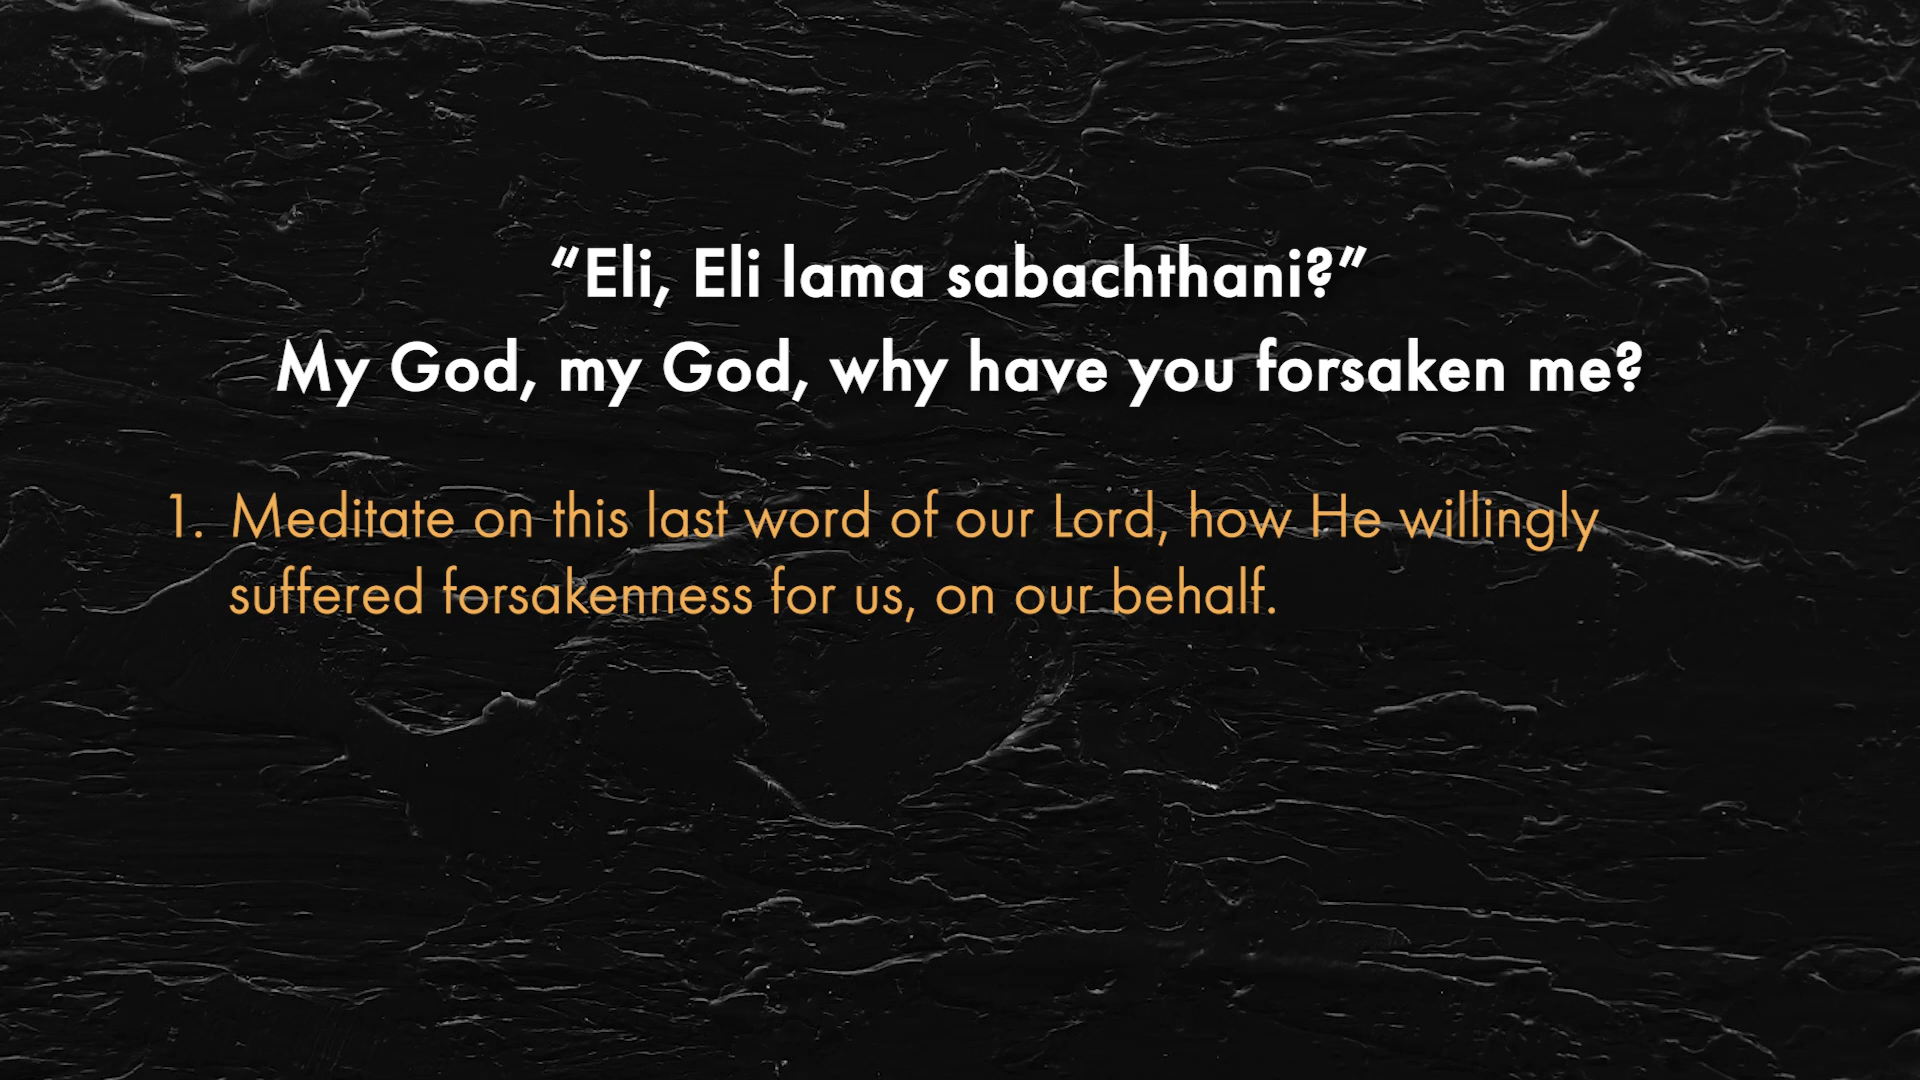 “Eli, Eli lama sabachthani?”
My God, my God, why have you forsaken me?
1. Meditate on this last word of our Lord, how He willingly
suffered forsakenness for us, on our behalf.